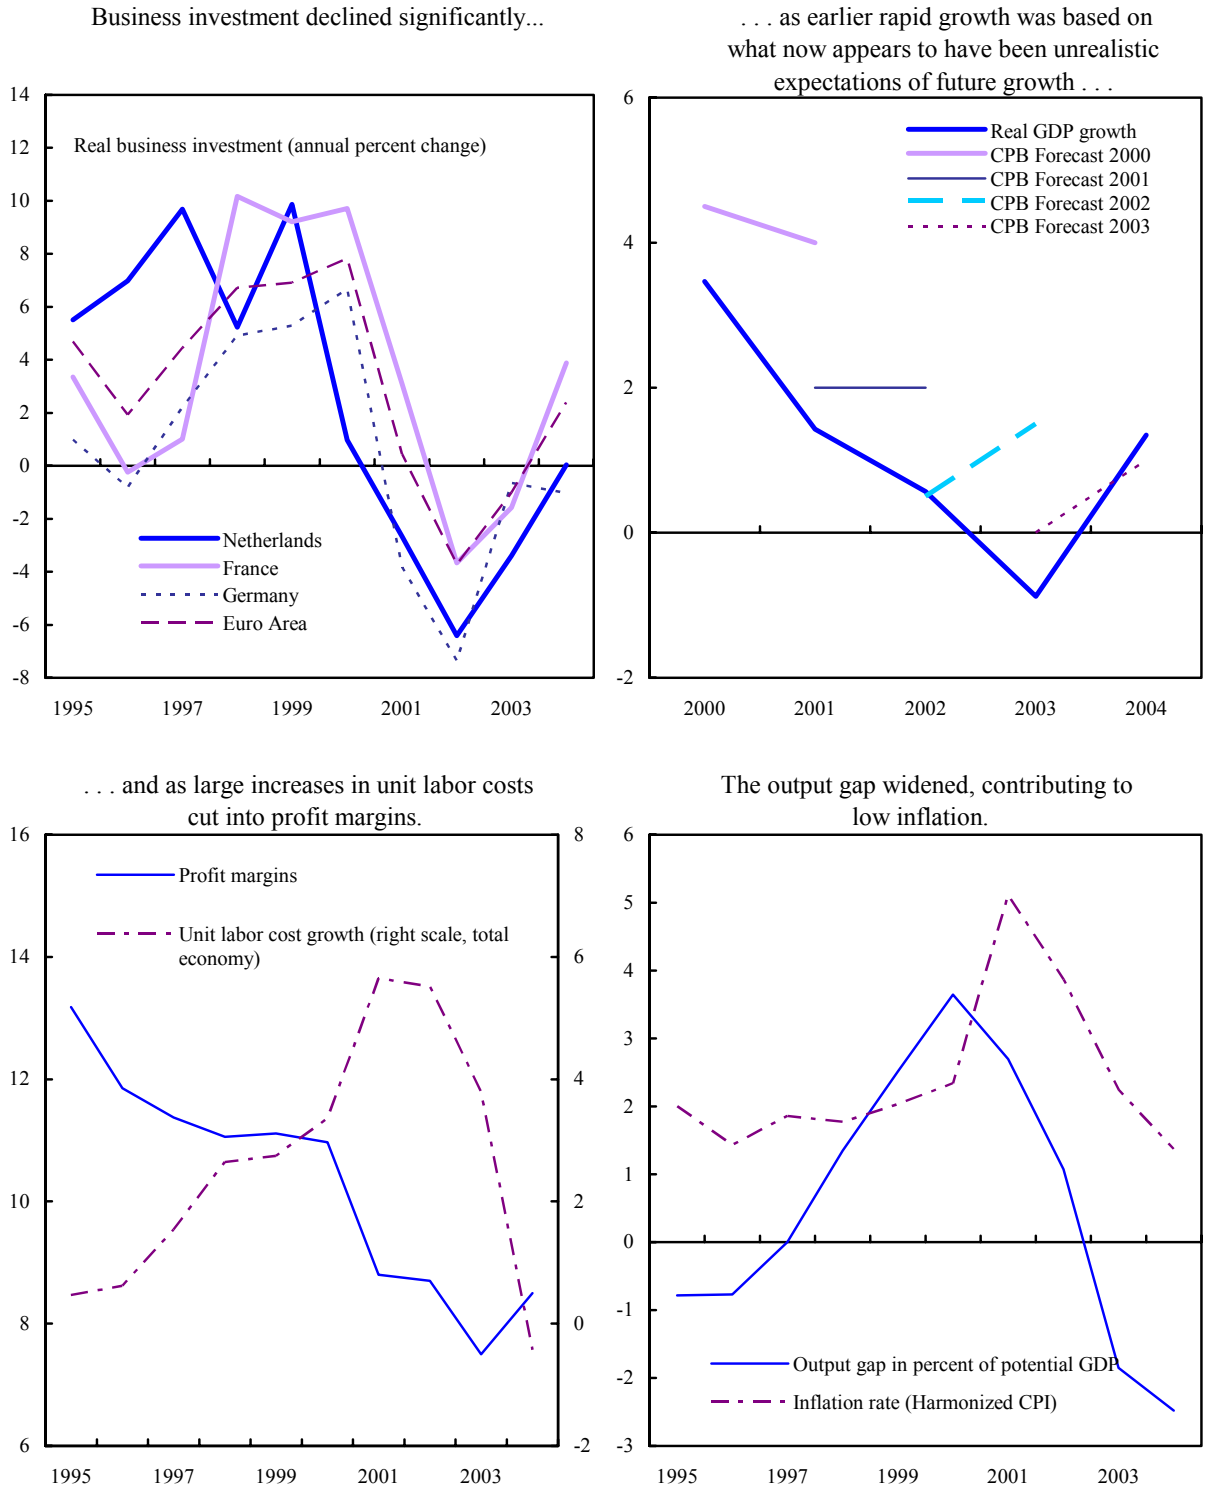 Business investment declined significantly...
14
12
10
8
6
4
2
0
-2
-4
-6
-8
Real business investment (annual percent change)
Netherlands
France
Germany
Euro Area
1995
1997
1999
2001
2003
. . . as earlier rapid growth was based on
what now appears to have been unrealistic
expectations of future growth . . .
6
4
2
0
-2
Real GDP growth
CPB Forecast 2000
CPB Forecast 2001
CPB Forecast 2002
CPB Forecast 2003
2000
2001
2002
2003
2004
. . . and as large increases in unit labor costs
cut into profit margins.
16
14
12
10
8
6
Profit margins
Unit labor cost growth (right scale, total
economy)
8
6
4
2
0
-2
1995
1997
1999
2001
2003
The output gap widened, contributing to
low inflation.
6
5
4
3
2
1
0
-1
-2
-3
Output gap in percent of potential GDP
Inflation rate (Harmonized CPI)
1995
1997
1999
2001
2003